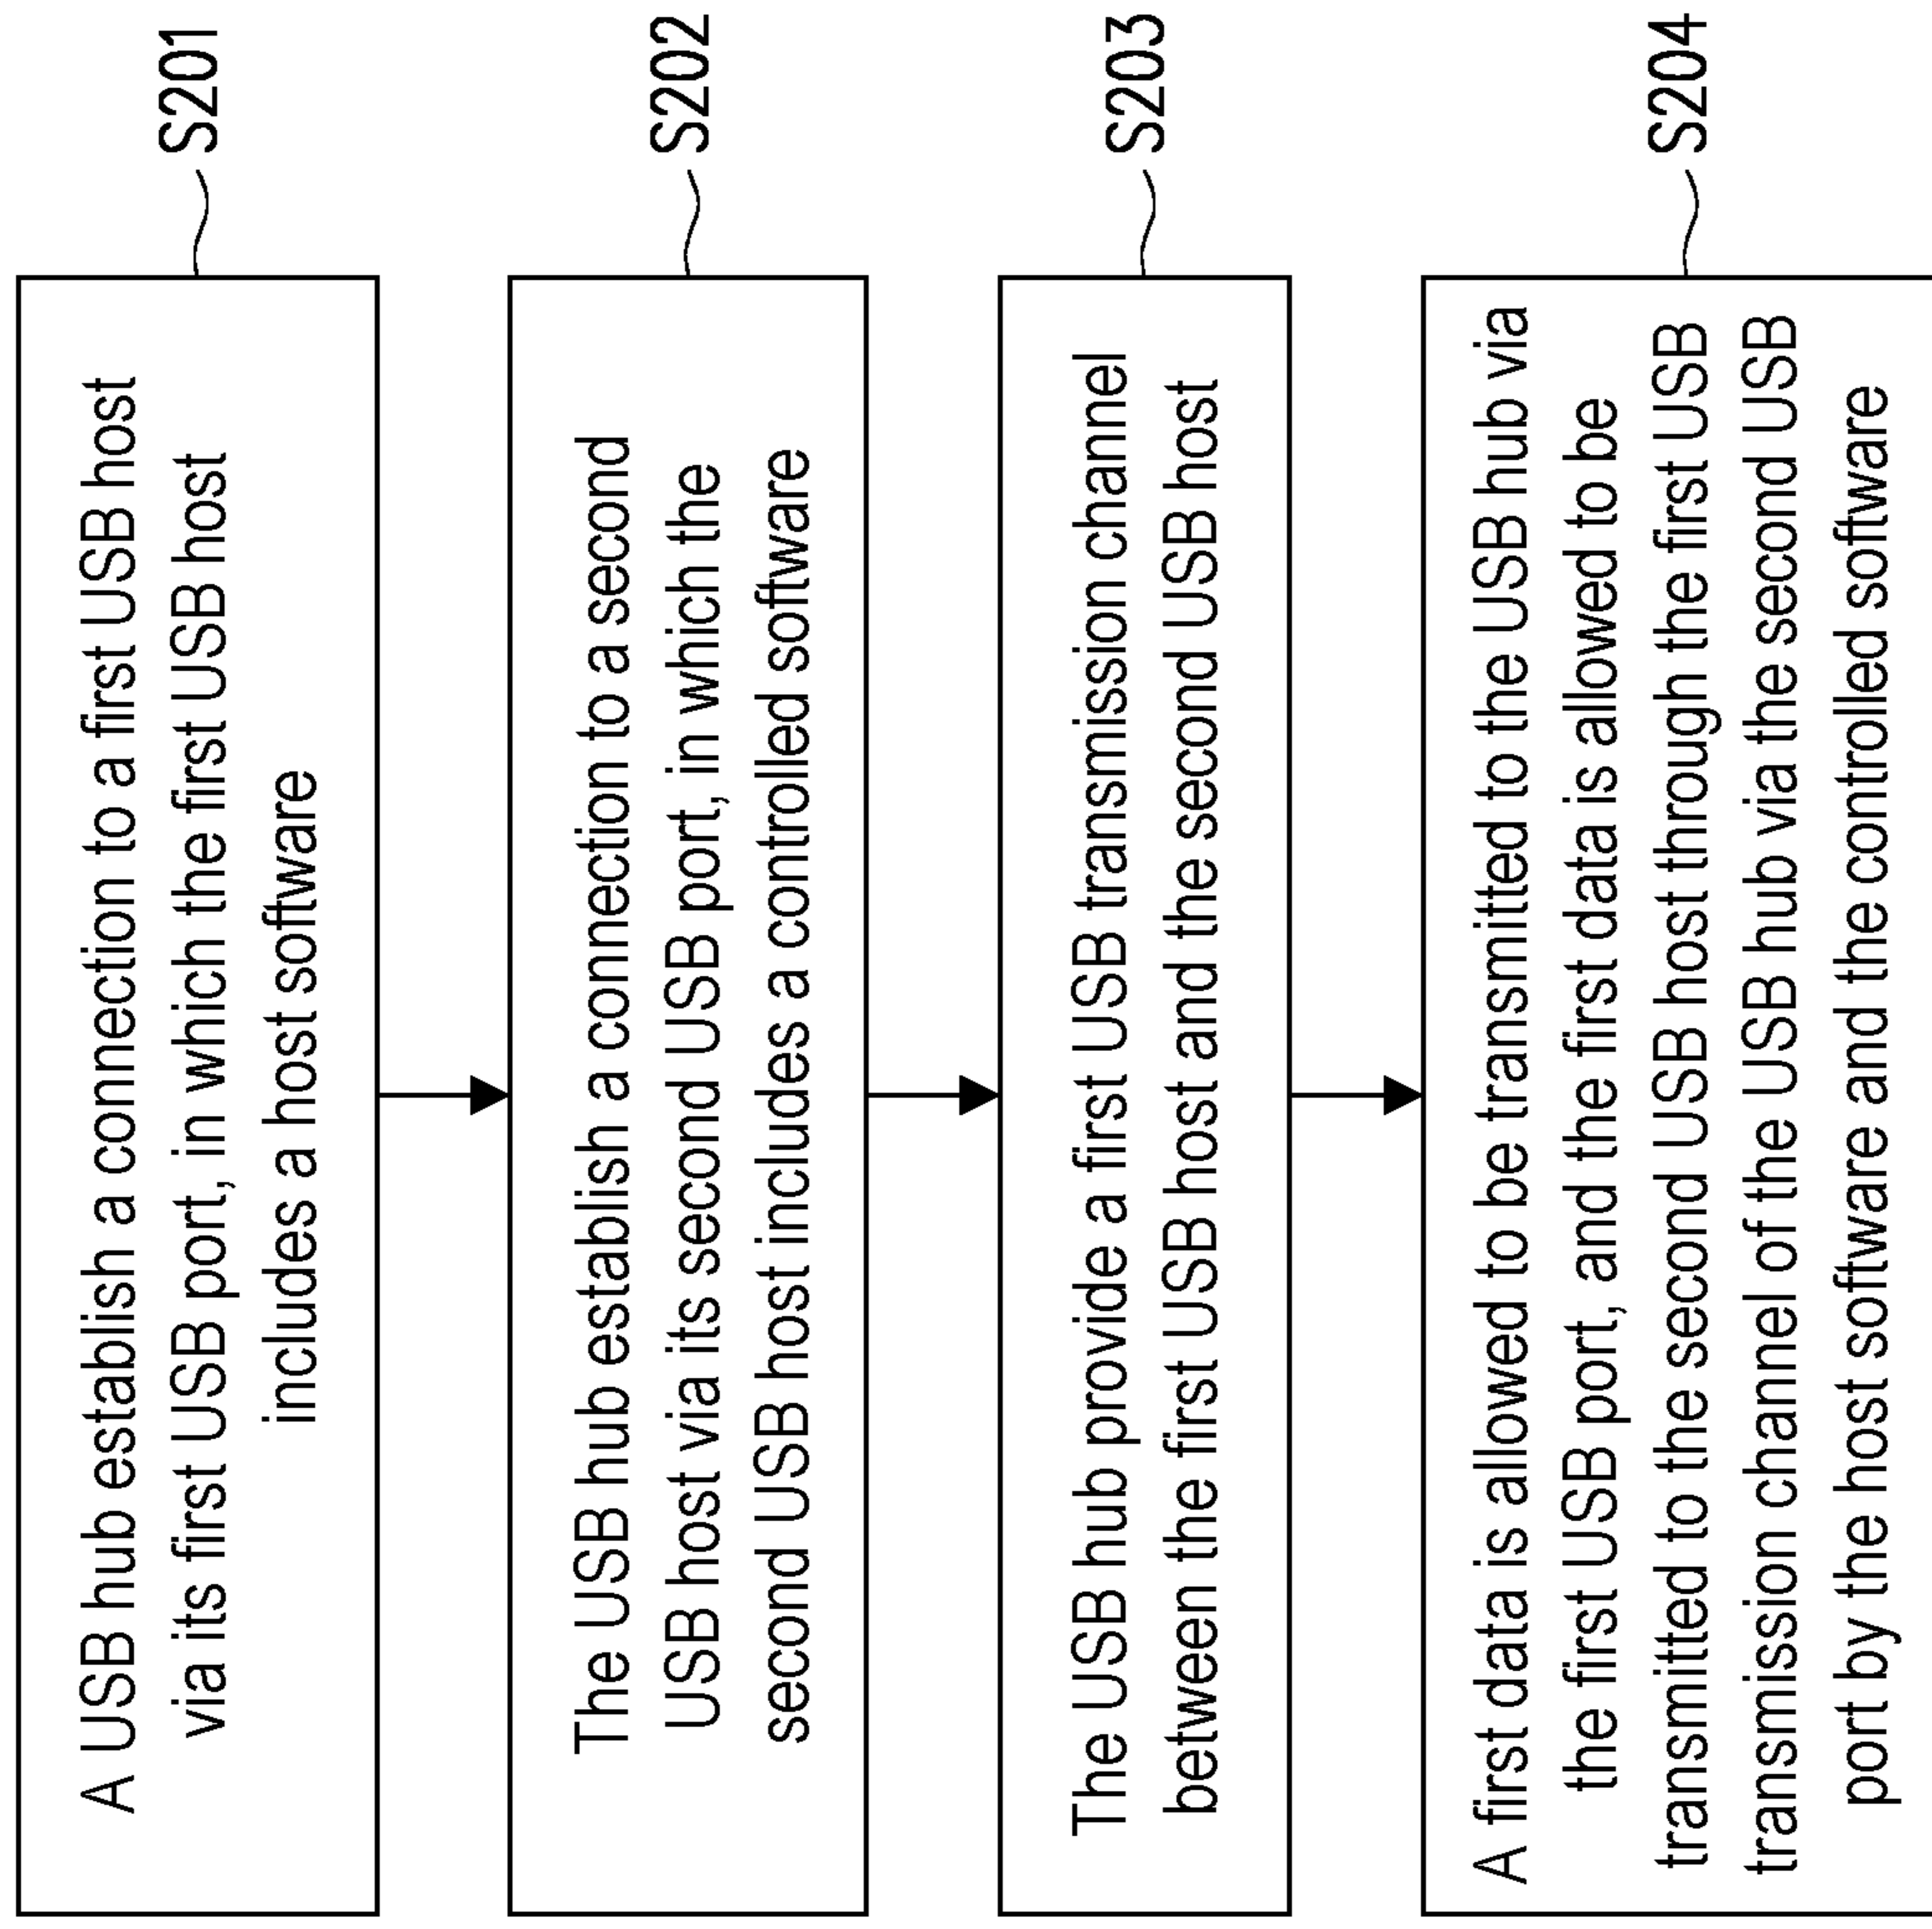 A USB hub establish a connection to a first USB host
via its first USB port, in which the first USB host
includes a host software
S201
The USB hub establish a connection to a second
USB host via its second USB port, in which the
second USB host includes a controlled software
S202
The USB hub provide a first USB transmission channel
between the first USB host and the second USB host
S203
A first data is allowed to be transmitted to the USB hub via
the first USB port, and the first data is allowed to be
transmitted to the second USB host through the first USB
transmission channel of the USB hub via the second USB
port by the host software and the controlled software
S204